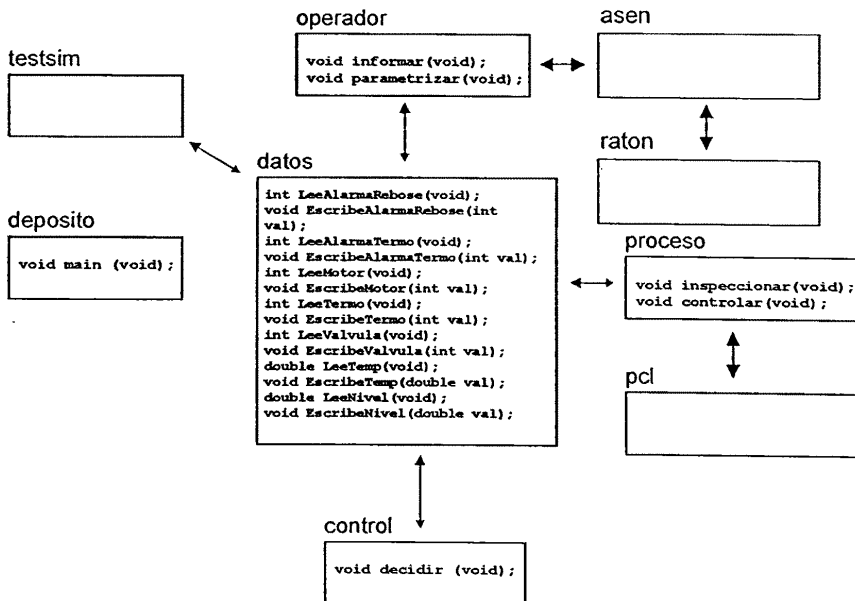 operador
void informar(void);
void parametrizar(void);
asen
testsim
raton
datos
int LeeAlarmaRebose(void);
void EscribeAlarmaRebose(int
val);
int LeeAlarmaTermo(void);
void EscribeAlarmaTermo(int val);
int LeeMotor(void);
void EscribeMotor(int val);
int LeeTermo(void);
void EscribeTermo(int val);
int LeeValvula(void);
void EscribeValvula(int val);
double LeeTemp(void);
void EscribeTemp(double val);
double LeeNivel(void);
void EscribeNivel(double val);
deposito
void main (void);
proceso
void inspeccionar(void);
void controlar(void);
pcl
control
void decidir (void);